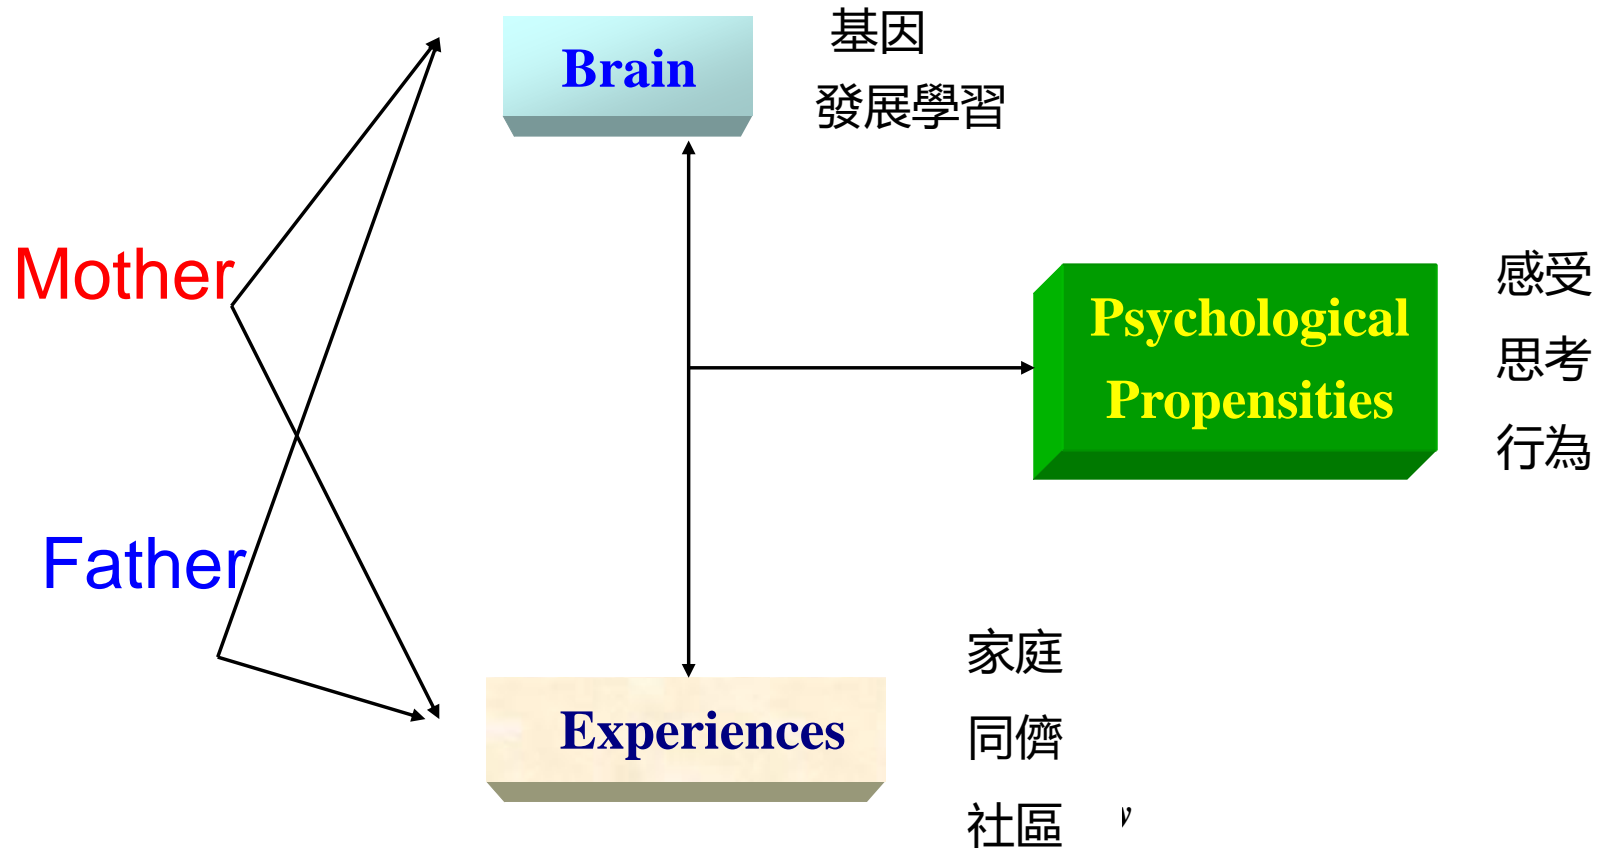 Brain
基因
發展學習
Mother
Psychological
Propensities
感受
思考
行為
Father
Experiences
家庭
同儕
社區